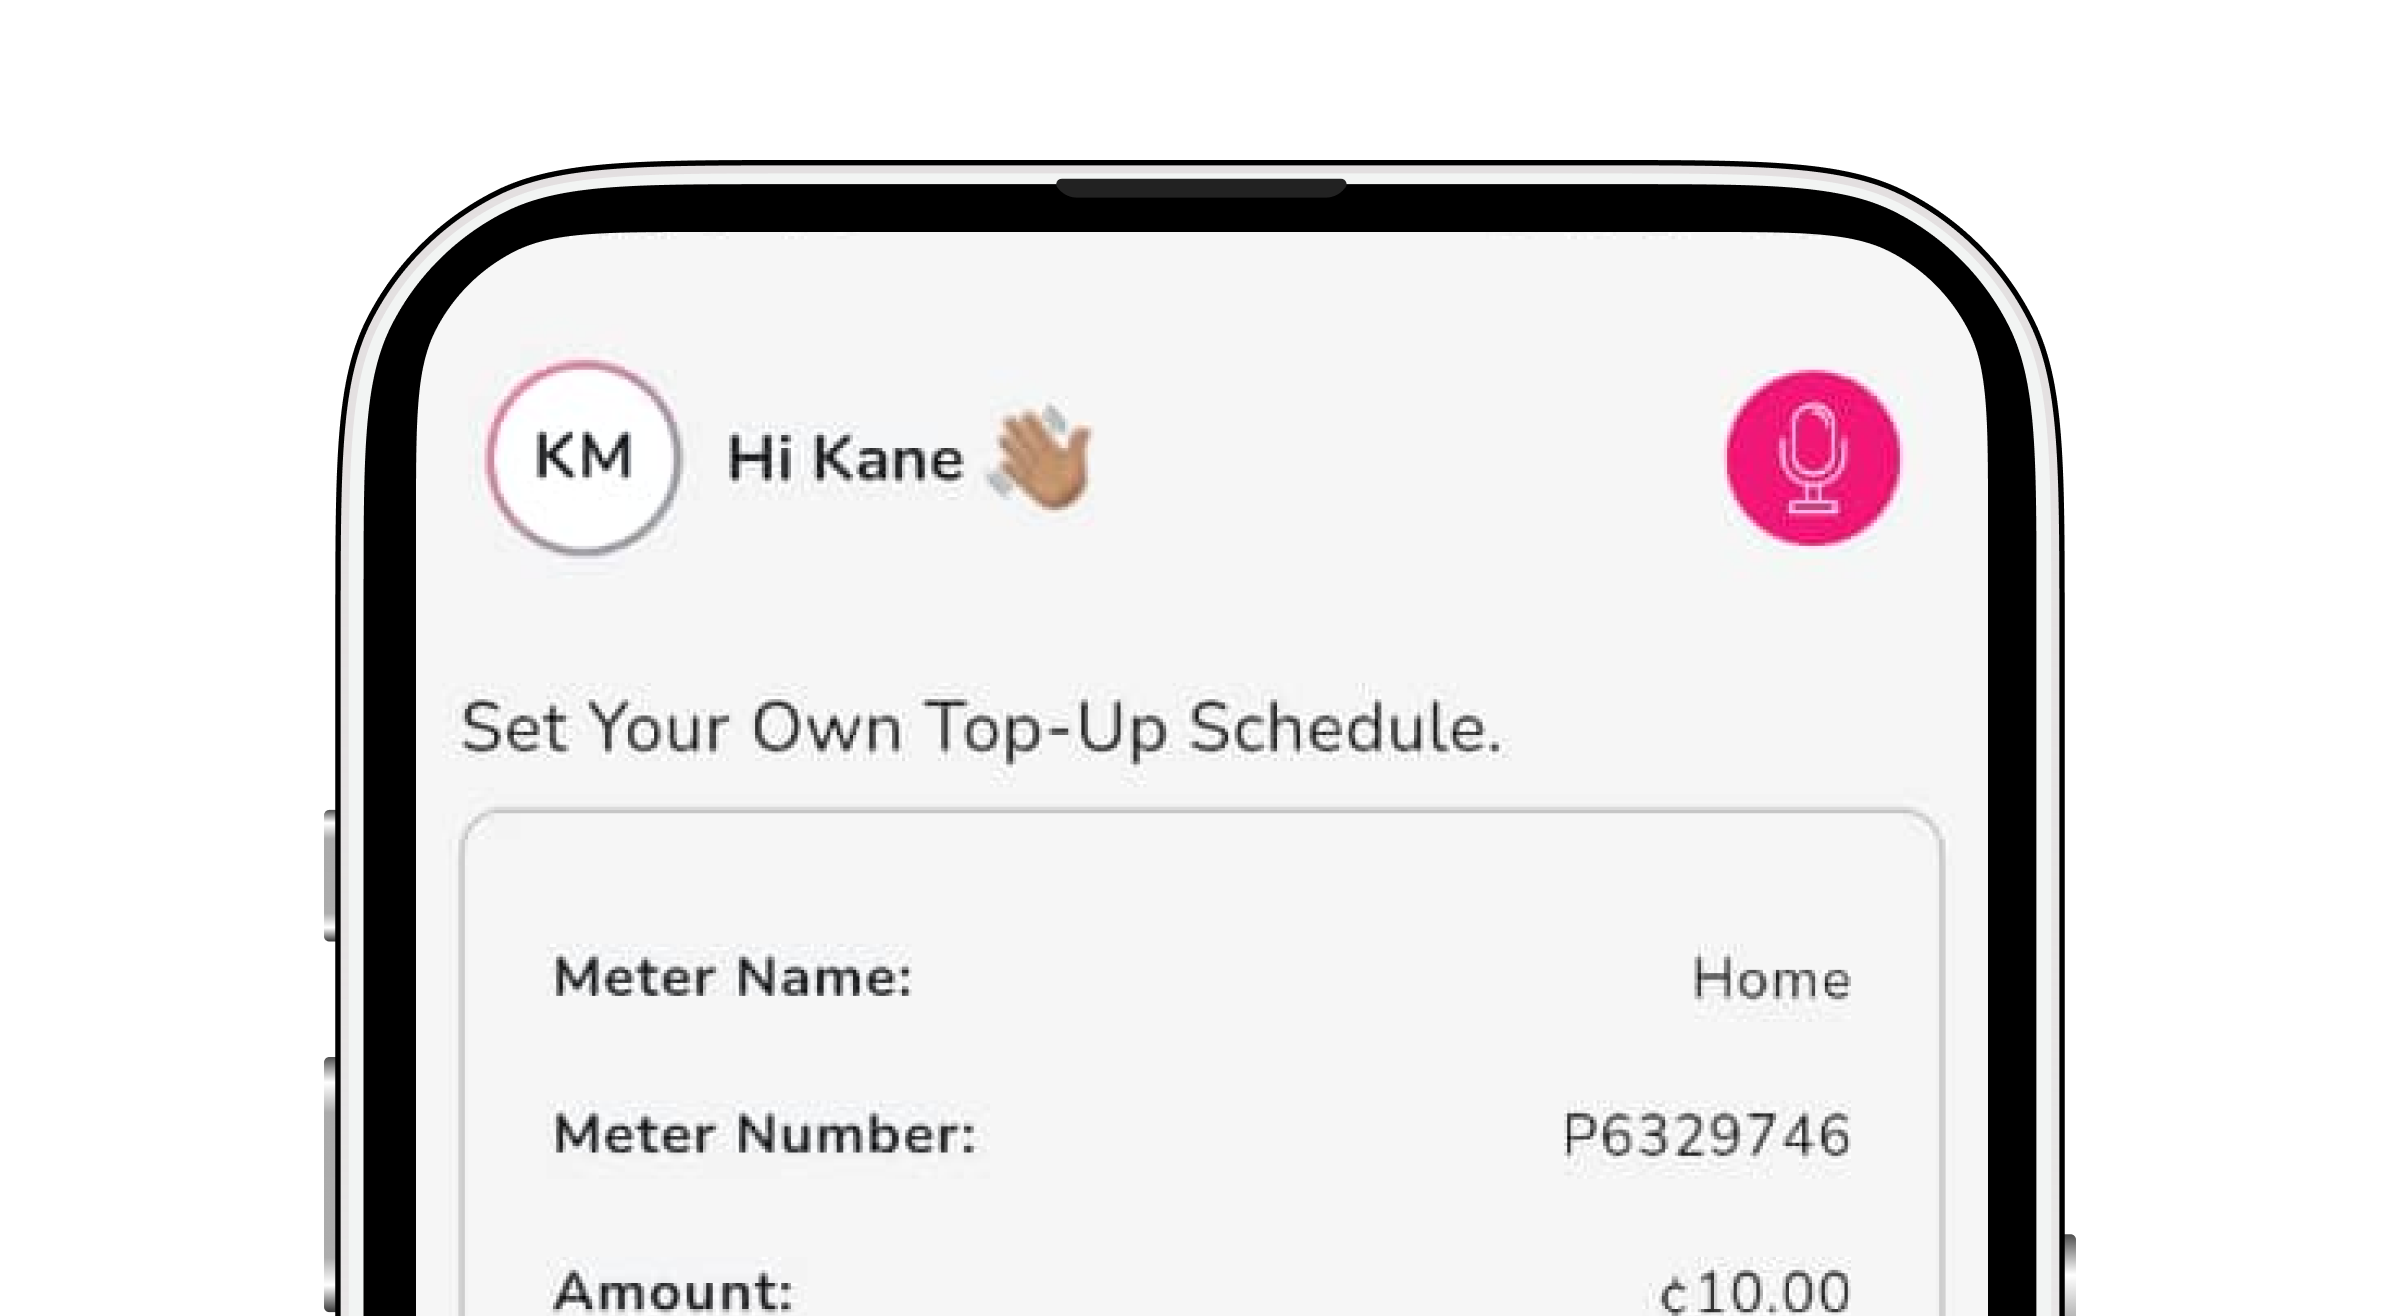 KM
Hi Kane 👋🏽
Set Your Own Top-Up Schedule.
Meter Name: Home
Meter Number: P6329746
Amount: ¢10.00